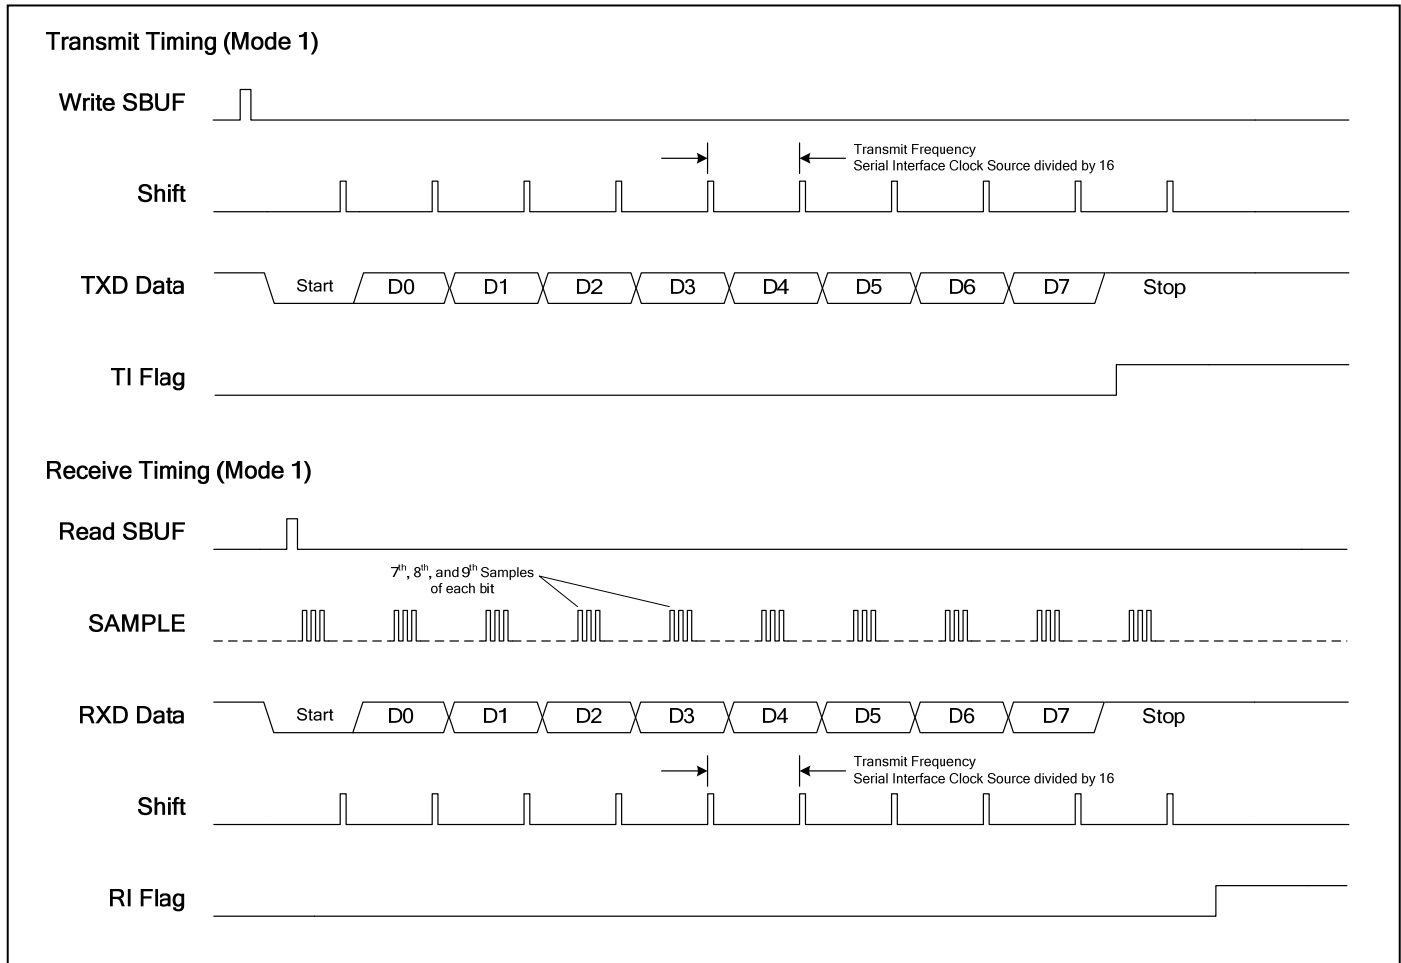 Transmit Timing (Mode 1)
Write SBUF
Transmit Frequency
Serial Interface Clock Source divided by 16
Shift
TXD Data Start D0 D1 D2 D3 D4 D5 D6 D7 Stop
TI Flag
Receive Timing (Mode 1)
Read SBUF
7th, 8th, and 9th Samples
of each bit
SAMPLE
RXD Data Start D0 D1 D2 D3 D4 D5 D6 D7 Stop
Transmit Frequency
Serial Interface Clock Source divided by 16
Shift
RI Flag